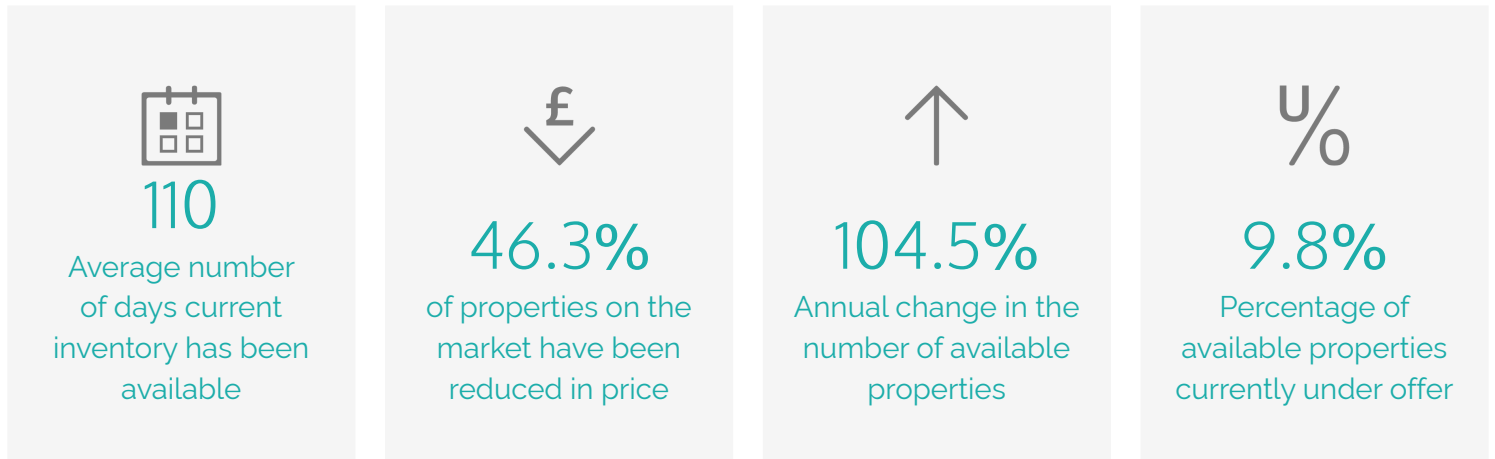 110
Average number
of days current
inventory has been
available
£
46.3%
of properties on the
market have been
reduced in price
104.5%
Annual change in the
number of available
properties
U/O
9.8%
Percentage of
available properties
currently under offer